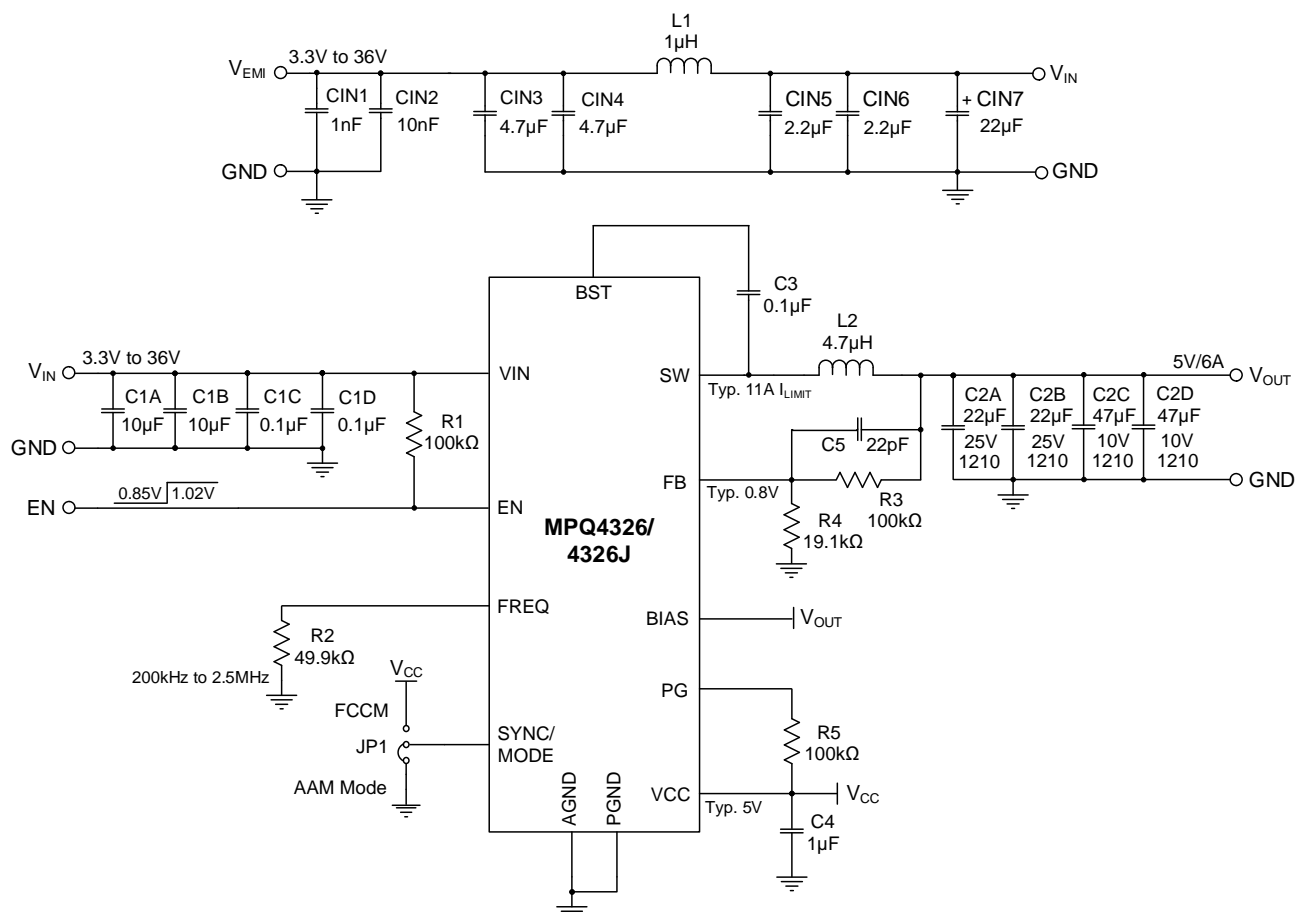 L1
1µH
V_EMI
3.3V to 36V
V_IN
CIN1
1nF
CIN2
10nF
CIN3
4.7µF
CIN4
4.7µF
CIN5
2.2µF
CIN6
2.2µF
+ CIN7
22µF
GND
GND
BST
C3
0.1µF
L2
4.7µH
V_IN
3.3V to 36V
VIN
SW
Typ. 11A I_LIMIT
5V/6A
V_OUT
C1A
10µF
C1B
10µF
C1C
0.1µF
C1D
0.1µF
R1
100kΩ
GND
C2A
22µF
25V
1210
C2B
22µF
25V
1210
C2C
47µF
10V
1210
C2D
47µF
10V
1210
C5
22pF
FB
Typ. 0.8V
R3
100kΩ
R4
19.1kΩ
GND
EN
0.85V
1.02V
EN
MPQ4326/
4326J
FREQ
R2
49.9kΩ
200kHz to 2.5MHz
BIAS
V_OUT
V_CC
FCCM
JP1
AAM Mode
SYNC/
MODE
PG
R5
100kΩ
VCC
Typ. 5V
V_CC
C4
1µF
AGND
PGND